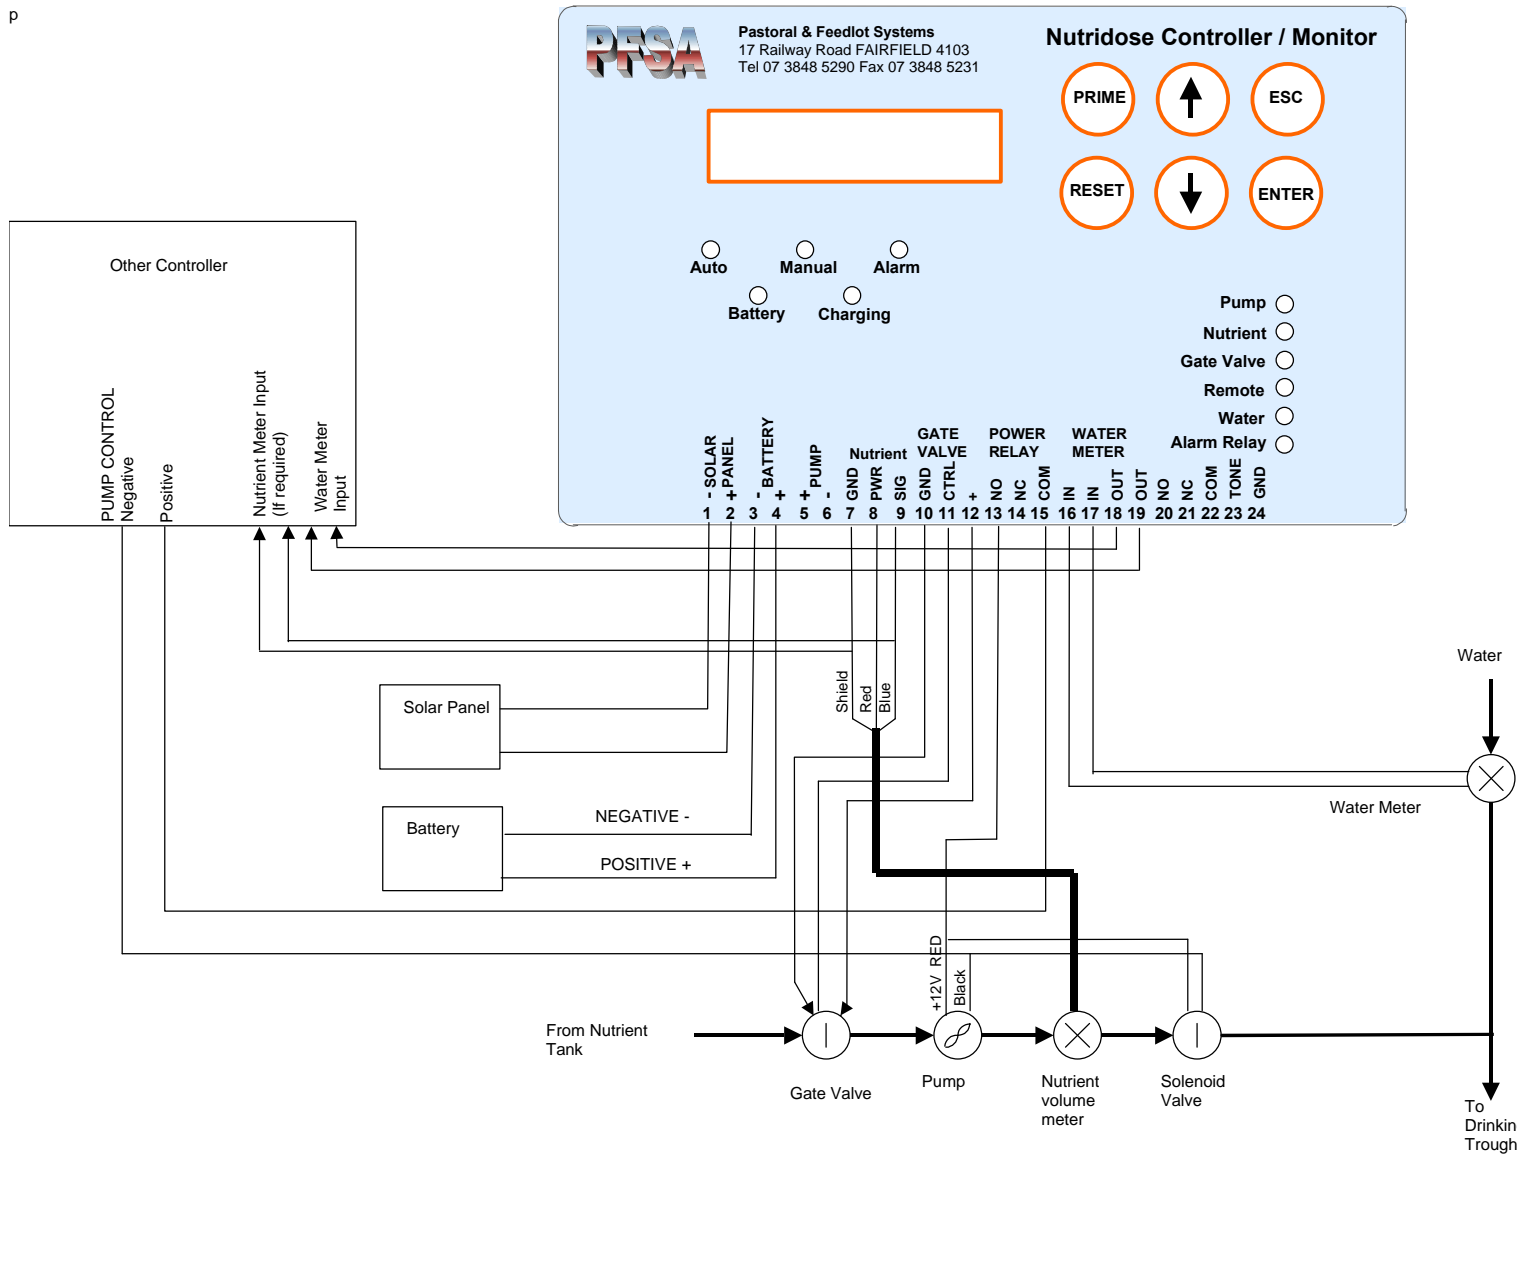 p
PFSA
Pastoral & Feedlot Systems
17 Railway Road FAIRFIELD 4103
Tel 07 3848 5290 Fax 07 3848 5231
Nutridose Controller / Monitor
PRIME
ESC
RESET
ENTER
Auto
Manual
Alarm
Battery
Charging
Pump
Nutrient
Gate Valve
Remote
Water
Alarm Relay
Other Controller
PUMP CONTROL
Negative
Positive
Nutrient Meter Input
(If required)
Water Meter
Input
- SOLAR
+ PANEL
- BATTERY
+
+ PUMP
-
Nutrient
GND
PWR
SIG
GATE
VALVE
GND
CTRL
+
POWER
RELAY
NO
NC
COM
WATER
METER
IN
IN
OUT
OUT
NO
NC
COM
TONE
GND
1 2 3 4 5 6 7 8 9 10 11 12 13 14 15 16 17 18 19 20 21 22 23 24
Shield
Red
Blue
Solar Panel
Battery
NEGATIVE -
POSITIVE +
Water
Water Meter
+12V RED
Black
From Nutrient
Tank
Gate Valve
Pump
Nutrient
volume
meter
Solenoid
Valve
To
Drinkin
Trough